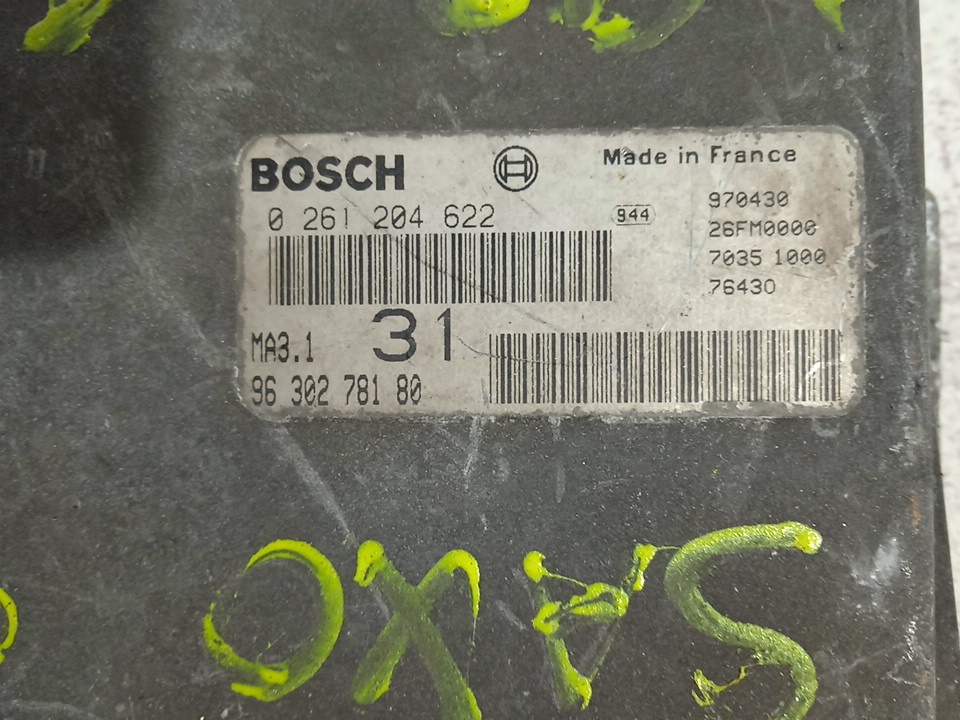 BOSCH
Made in France
0 261 204 622
944
970430
26FM0000
7035 1000
76430
MA3.1
31
96 302 781 80
SAXO